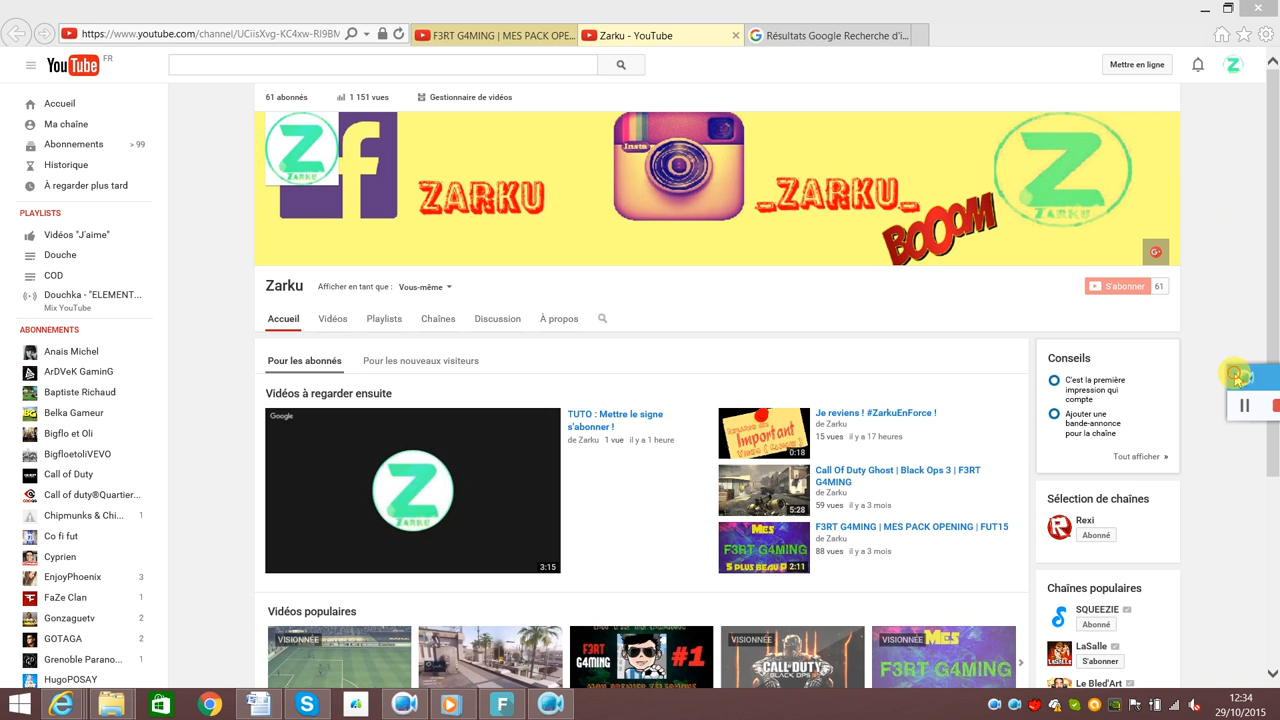 https://www.youtube.com/channel/UCiisXvg-KC4xw-RI9BM
F3RT G4MING | MES PACK OPE...
Zarku - YouTube
Résultats Google Recherche d'i...
YouTube FR
Mettre en ligne
Accueil
Ma chaîne
Abonnements > 99
Historique
À regarder plus tard
PLAYLISTS
Vidéos "J'aime"
Douche
COD
Douchka - "ELEMENT...
Mix YouTube
ABONNEMENTS
Anais Michel
ArDVeK GaminG
Baptiste Richaud
Belka Gameur
Bigflo et Oli
BigfloetoliVEVO
Call of Duty
Call of duty®Quartier...
Chipmunks & Chi... 1
Co fi fut
Cyprien
EnjoyPhoenix 3
FaZe Clan 1
Gonzaguetv 2
GOTAGA 2
Grenoble Parano... 1
HugoPOSAY
61 abonnés
1 151 vues
Gestionnaire de vidéos
ZARKU
f
ZARKU
Insta
_ZARKU_
BOOOM
Z
ZARKU
Zarku
Afficher en tant que : Vous-même
S'abonner 61
Accueil
Vidéos
Playlists
Chaînes
Discussion
À propos
Pour les abonnés
Pour les nouveaux visiteurs
Vidéos à regarder ensuite
Google
Z
ZARKU
3:15
TUTO : Mettre le signe
s'abonner !
de Zarku 1 vue il y a 1 heure
Important
0:18
Je reviens ! #ZarkuEnForce !
de Zarku
15 vues il y a 17 heures
5:28
Call Of Duty Ghost | Black Ops 3 | F3RT
G4MING
de Zarku
59 vues il y a 3 mois
Mes
F3RT G4MING
5 PLUS BEAU P
2:11
F3RT G4MING | MES PACK OPENING | FUT15
de Zarku
88 vues il y a 3 mois
Vidéos populaires
VISIONNÉE
F3RT
G4MING
#1
VISIONNÉE
CALL DUTY
BLACK OPS
VISIONNÉE
Mes
F3RT G4MING
Conseils
C'est la première
impression qui
compte
Ajouter une
bande-annonce
pour la chaîne
Tout afficher »
Sélection de chaînes
Rexi
Abonné
Chaînes populaires
SQUEEZIE
Abonné
LaSalle
S'abonner
Le Bled'Art
12:34
29/10/2015